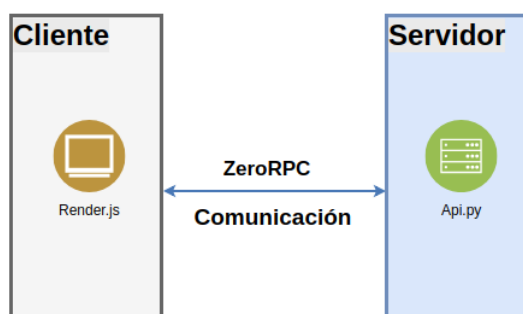 Cliente
Servidor
ZeroRPC
Render.js
Api.py
Comunicación